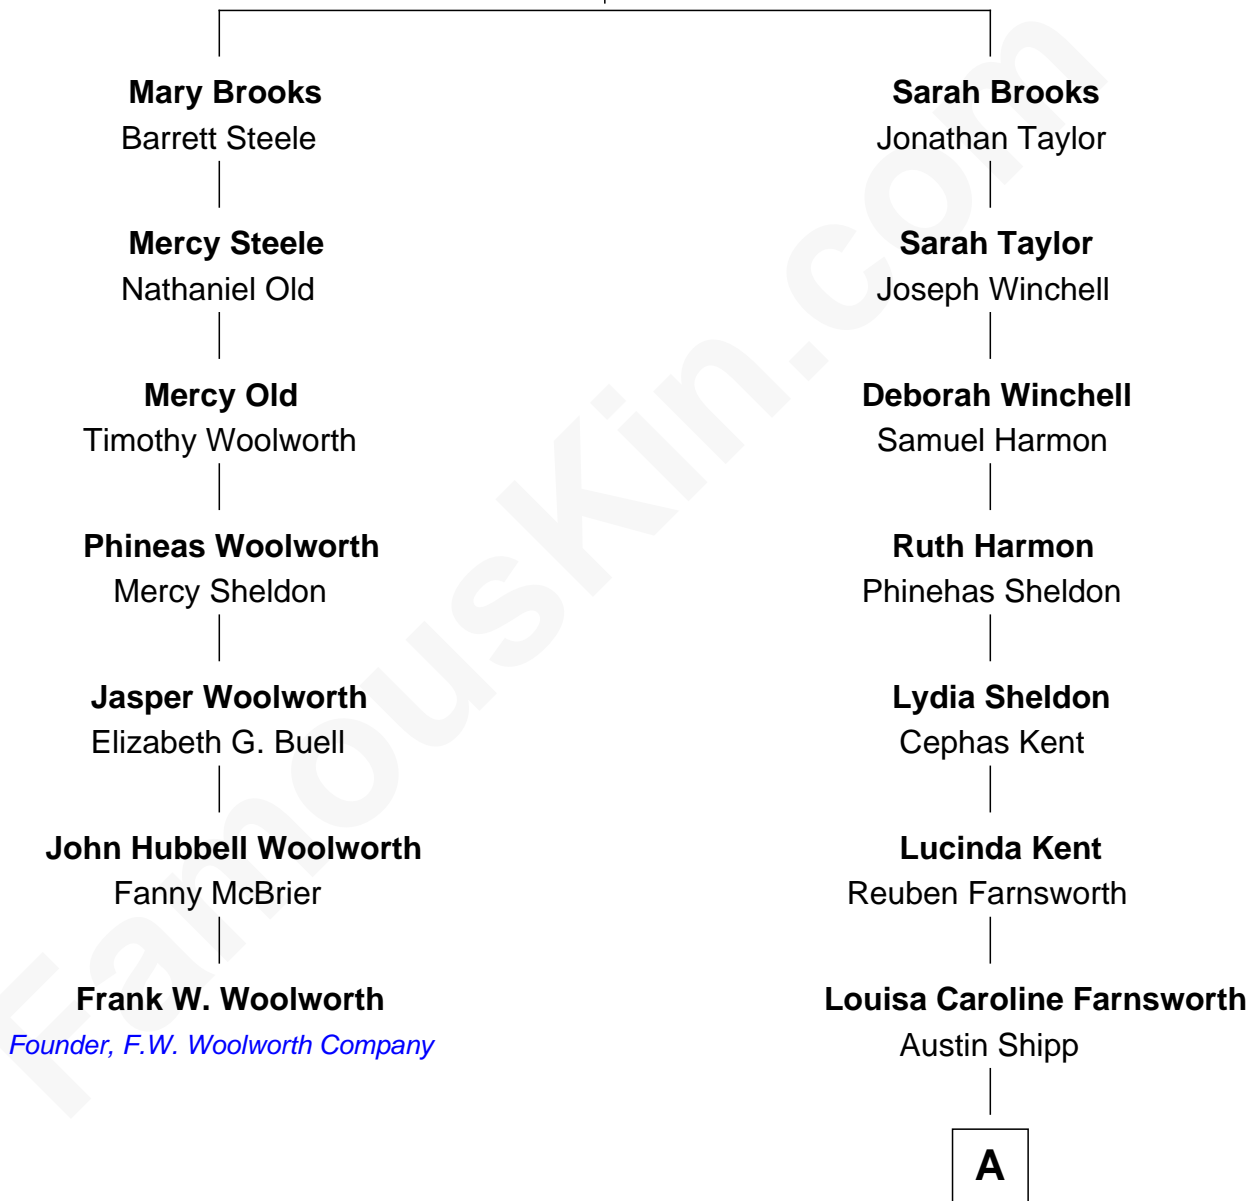 Mary Brooks
Barrett Steele
Mercy Steele
Nathaniel Old
Mercy Old
Timothy Woolworth
Phineas Woolworth
Mercy Sheldon
Jasper Woolworth
Elizabeth G. Buell
John Hubbell Woolworth
Fanny McBrier
Frank W. Woolworth
Founder, F.W. Woolworth Company
Sarah Brooks
Jonathan Taylor
Sarah Taylor
Joseph Winchell
Deborah Winchell
Samuel Harmon
Ruth Harmon
Phinehas Sheldon
Lydia Sheldon
Cephas Kent
Lucinda Kent
Reuben Farnsworth
Louisa Caroline Farnsworth
Austin Shipp
A
FamousKin.com